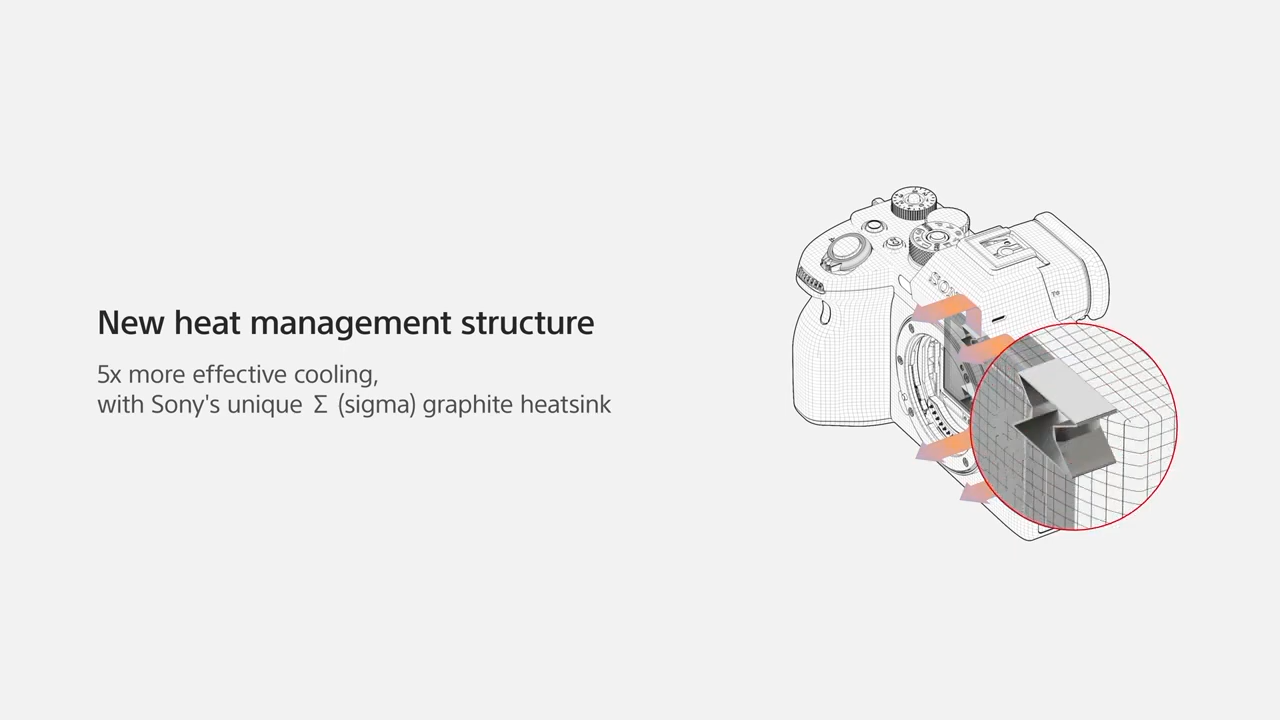 New heat management structure
5x more effective cooling,
with Sony's unique Σ (sigma) graphite heatsink